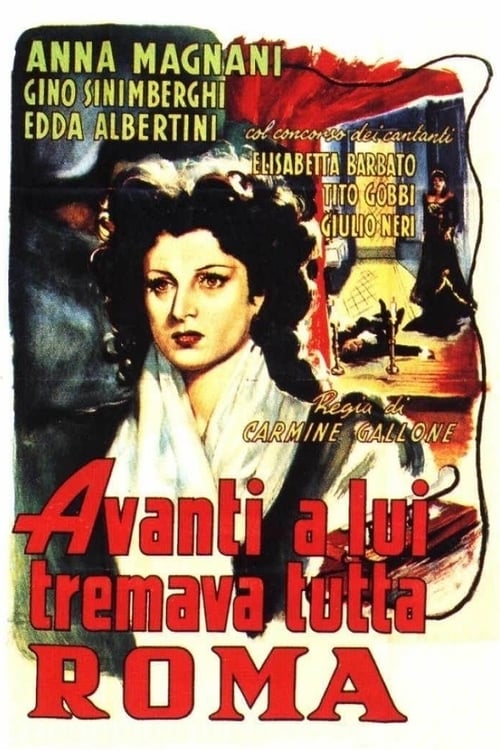 ANNA MAGNANI
GINO SINIMBERGHI
EDDA ALBERTINI
col concorso dei cantanti
ELISABETTA BARBATO
TITO GOBBI
GIULIO NERI
Regia di
CARMINE GALLONE
Avanti a lui
tremava tutta
ROMA